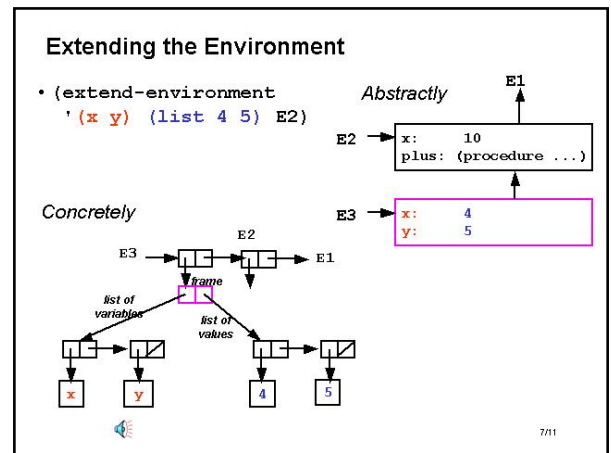 Extending the Environment
• (extend-environment
'(x y) (list 4 5) E2)
Abstractly
E1
E2
x: 10
plus: (procedure ...)
E3
x: 4
y: 5
Concretely
E2
E3
E1
frame
list of
variables
list of
values
x
y
4
5
7/11